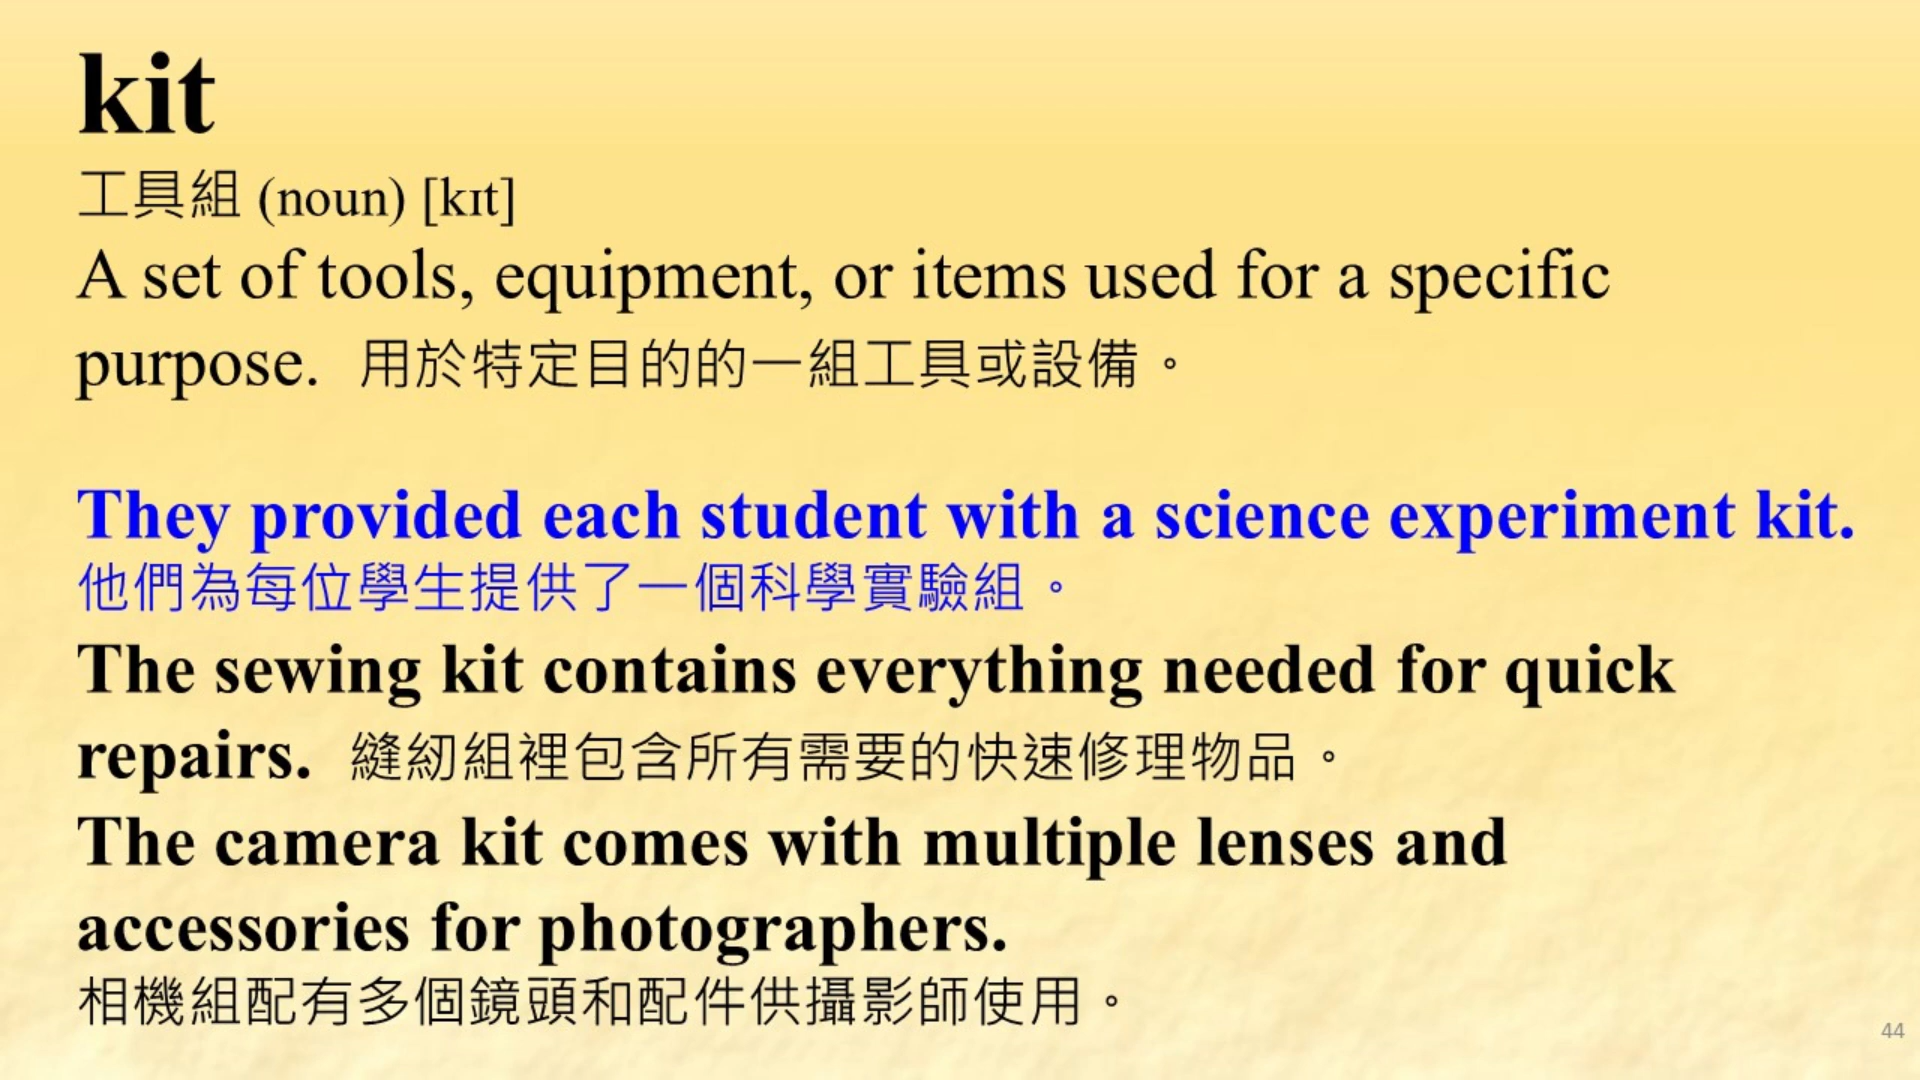 kit
工具組 (noun) [kɪt]
A set of tools, equipment, or items used for a specific
purpose. 用於特定目的的一組工具或設備。
They provided each student with a science experiment kit.
他們為每位學生提供了一個科學實驗組。
The sewing kit contains everything needed for quick
repairs. 縫紉組裡包含所有需要的快速修理物品。
The camera kit comes with multiple lenses and
accessories for photographers.
相機組配有多個鏡頭和配件供攝影師使用。
44